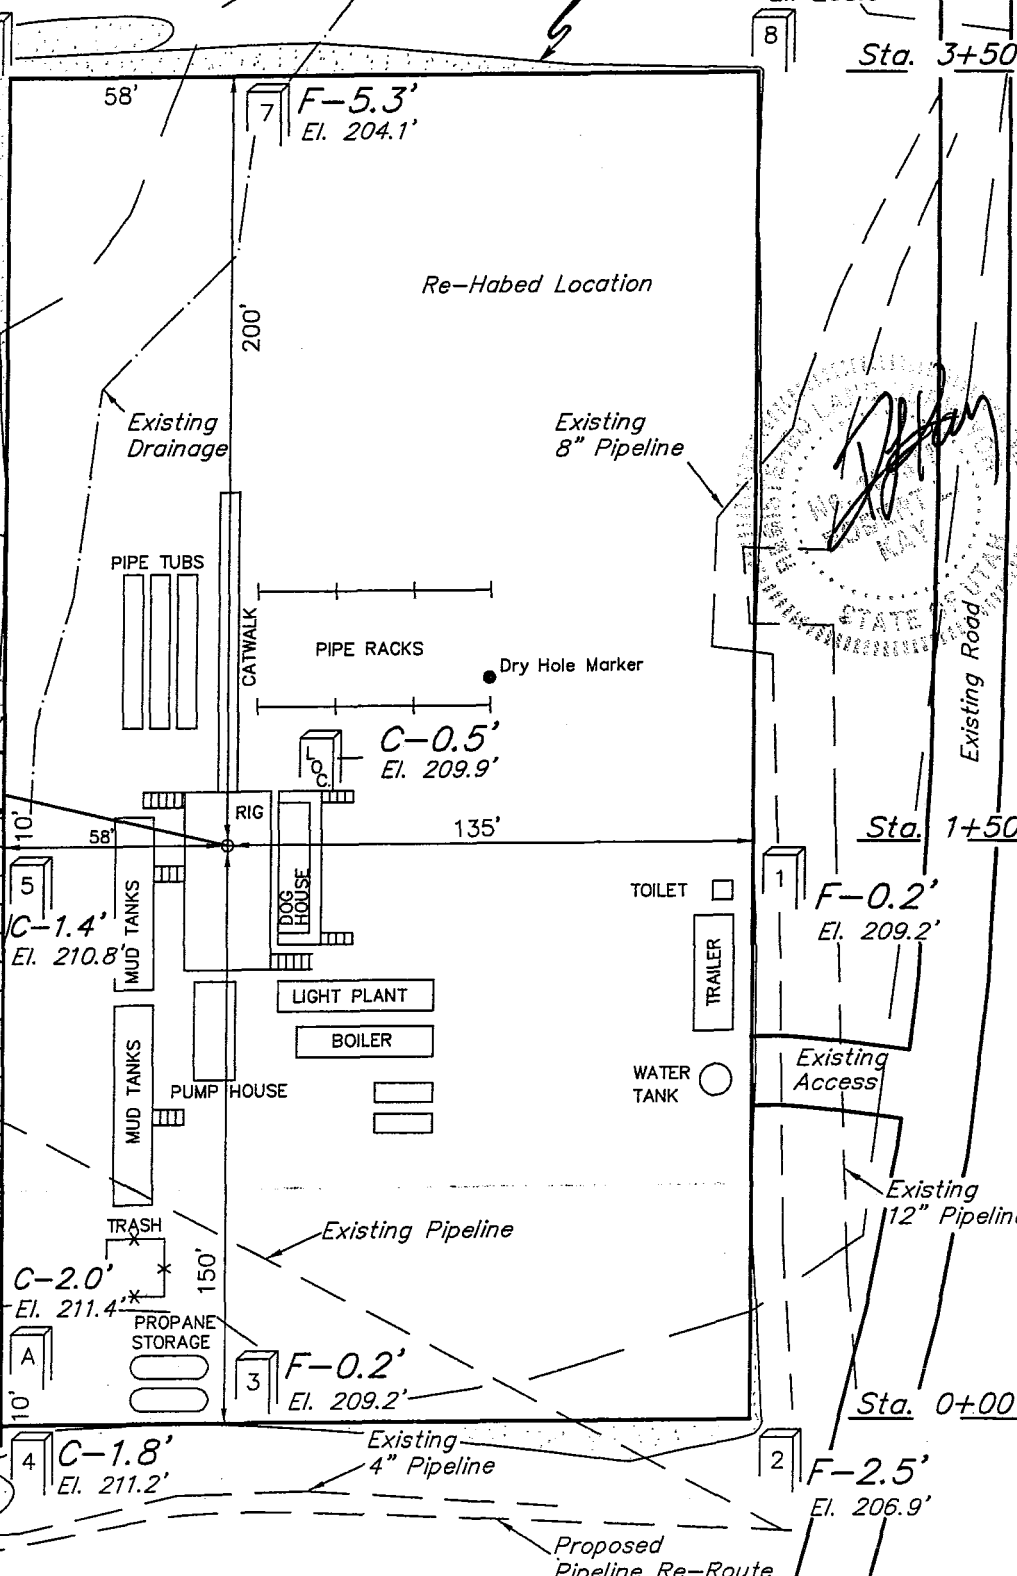 8
Sta. 3+50
58'
7
F-5.3'
El. 204.1'
Re-Habed Location
200'
Existing
Drainage
Existing
8" Pipeline
No.
ROBERT L.
KAY
STATE OF UTAH
PIPE TUBS
CATWALK
PIPE RACKS
Dry Hole Marker
Existing Road
C-0.5'
El. 209.9'
LOC.
RIG
10'
58'
135'
Sta. 1+50
5
C-1.4'
El. 210.8'
MUD TANKS
DOG
HOUSE
TOILET
1
F-0.2'
El. 209.2'
TRAILER
LIGHT PLANT
BOILER
MUD TANKS
PUMP HOUSE
WATER
TANK
Existing
Access
Existing
12" Pipeline
TRASH
Existing Pipeline
150'
C-2.0'
El. 211.4'
PROPANE
STORAGE
A
10'
3
F-0.2'
El. 209.2'
Sta. 0+00
4
C-1.8'
El. 211.2'
Existing
4" Pipeline
2
F-2.5'
El. 206.9'
Proposed
Pipeline Re-Route